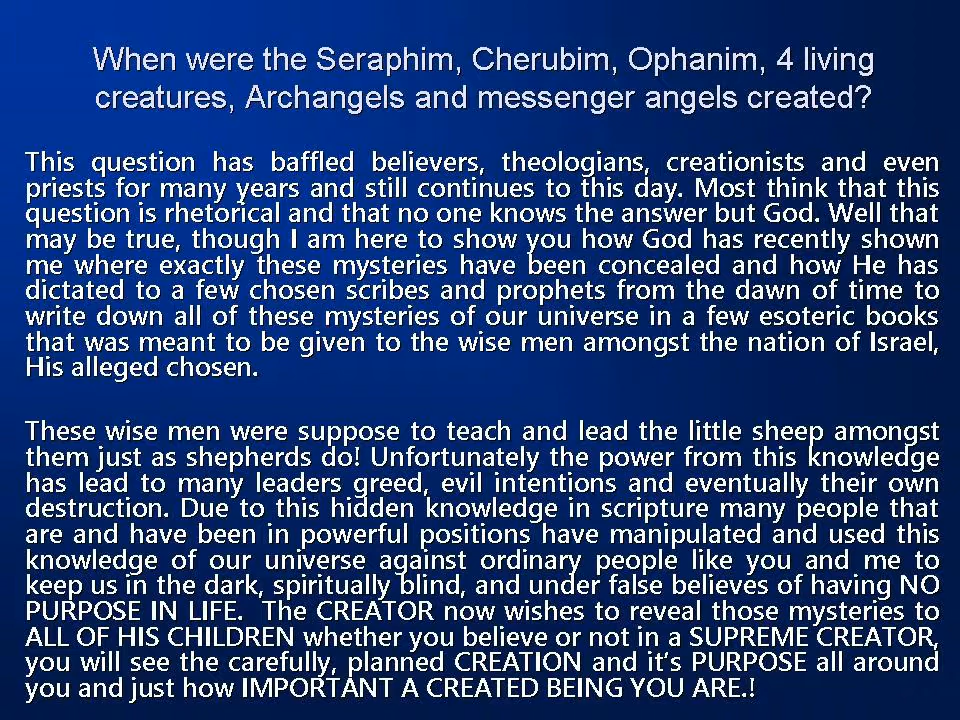 When were the Seraphim, Cherubim, Ophanim, 4 living
creatures, Archangels and messenger angels created?
This question has baffled believers, theologians, creationists and even
priests for many years and still continues to this day. Most think that this
question is rhetorical and that no one knows the answer but God. Well that
may be true, though I am here to show you how God has recently shown
me where exactly these mysteries have been concealed and how He has
dictated to a few chosen scribes and prophets from the dawn of time to
write down all of these mysteries of our universe in a few esoteric books
that was meant to be given to the wise men amongst the nation of Israel,
His alleged chosen.
These wise men were suppose to teach and lead the little sheep amongst
them just as shepherds do! Unfortunately the power from this knowledge
has lead to many leaders greed, evil intentions and eventually their own
destruction. Due to this hidden knowledge in scripture many people that
are and have been in powerful positions have manipulated and used this
knowledge of our universe against ordinary people like you and me to
keep us in the dark, spiritually blind, and under false believes of having NO
PURPOSE IN LIFE. The CREATOR now wishes to reveal those mysteries to
ALL OF HIS CHILDREN whether you believe or not in a SUPREME CREATOR,
you will see the carefully, planned CREATION and it's PURPOSE all around
you and just how IMPORTANT A CREATED BEING YOU ARE.!